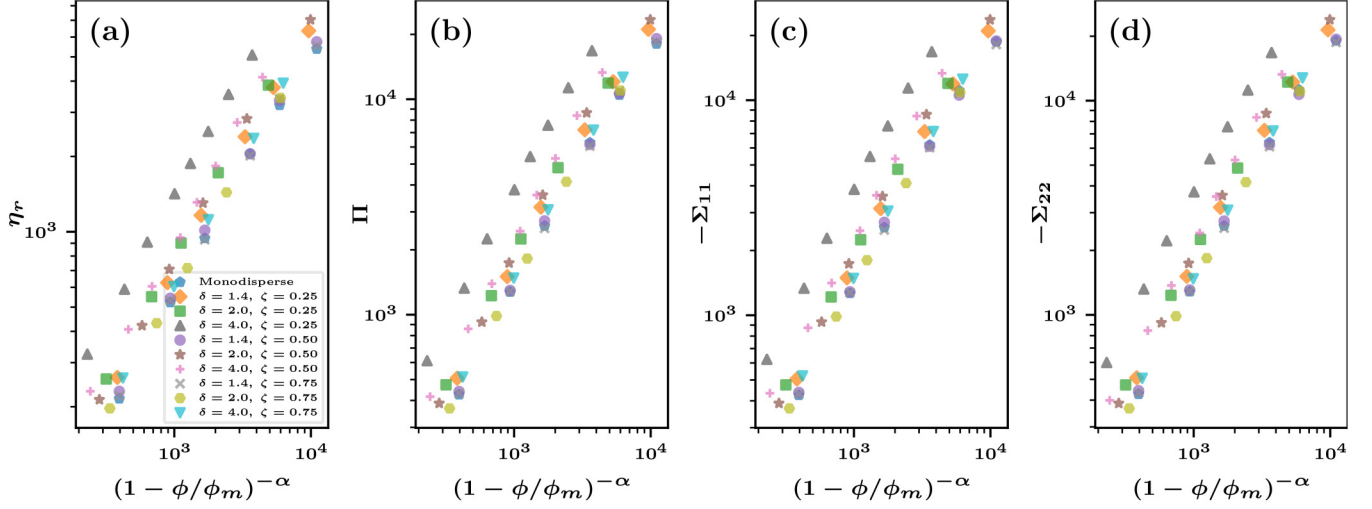 (a)
η_r
10^3
10^3
10^4
(1 − ϕ/ϕ_m)^{−α}
Monodisperse
δ = 1.4, ζ = 0.25
δ = 2.0, ζ = 0.25
δ = 4.0, ζ = 0.25
δ = 1.4, ζ = 0.50
δ = 2.0, ζ = 0.50
δ = 4.0, ζ = 0.50
δ = 1.4, ζ = 0.75
δ = 2.0, ζ = 0.75
δ = 4.0, ζ = 0.75
(b)
Π
10^4
10^3
10^3
10^4
(1 − ϕ/ϕ_m)^{−α}
(c)
−Σ_{11}
10^4
10^3
10^3
10^4
(1 − ϕ/ϕ_m)^{−α}
(d)
−Σ_{22}
10^4
10^3
10^3
10^4
(1 − ϕ/ϕ_m)^{−α}